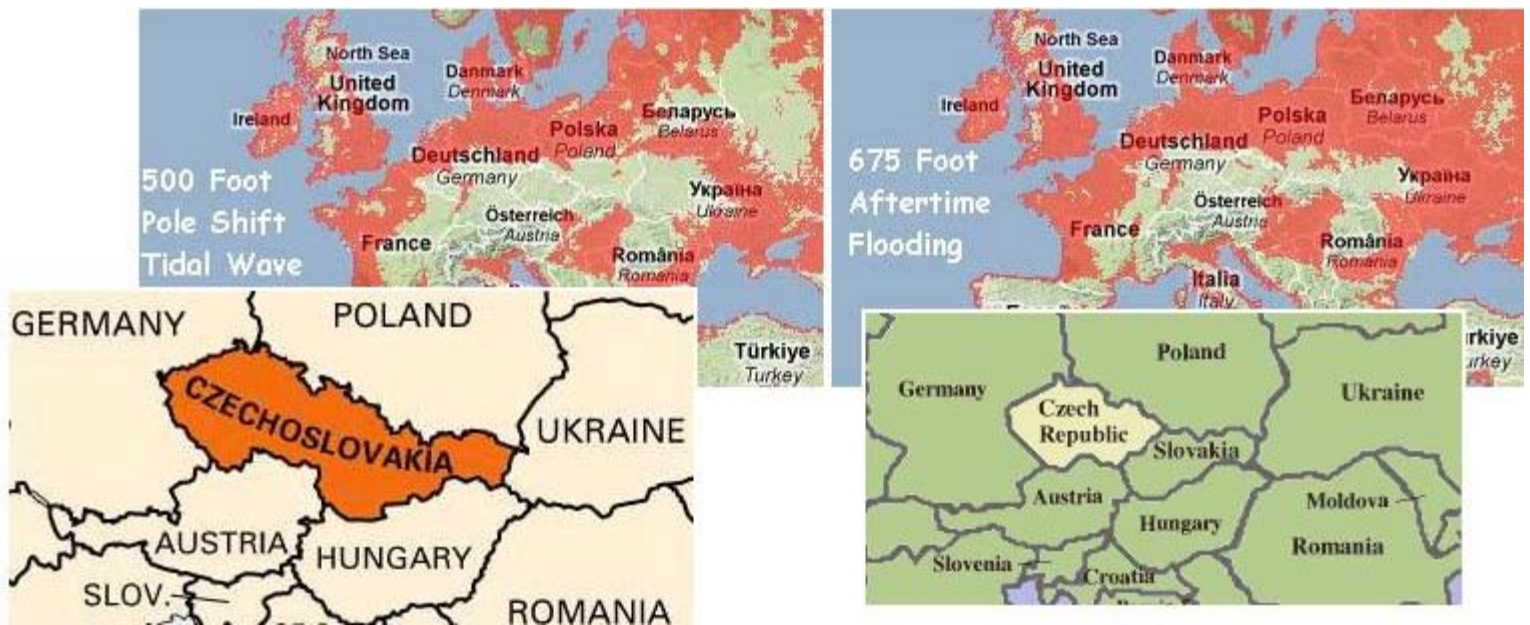 North Sea
United
Kingdom
Ireland
Danmark
Denmark
Беларусь
Belarus
Polska
Poland
Deutschland
Germany
500 Foot
Pole Shift
Tidal Wave
Україна
Ukraine
Österreich
Austria
France
România
Romania
Türkiye
Turkey
North Sea
United
Kingdom
Ireland
Danmark
Denmark
Беларусь
Belarus
Polska
Poland
Deutschland
Germany
675 Foot
Aftertime
Flooding
Україна
Ukraine
Österreich
Austria
France
România
Romania
Italia
Italy
rkiye
urkey
GERMANY
POLAND
CZECHOSLOVAKIA
UKRAINE
AUSTRIA
HUNGARY
SLOV.
ROMANIA
Poland
Germany
Ukraine
Czech
Republic
Slovakia
Austria
Moldova
Hungary
Romania
Slovenia
Croatia